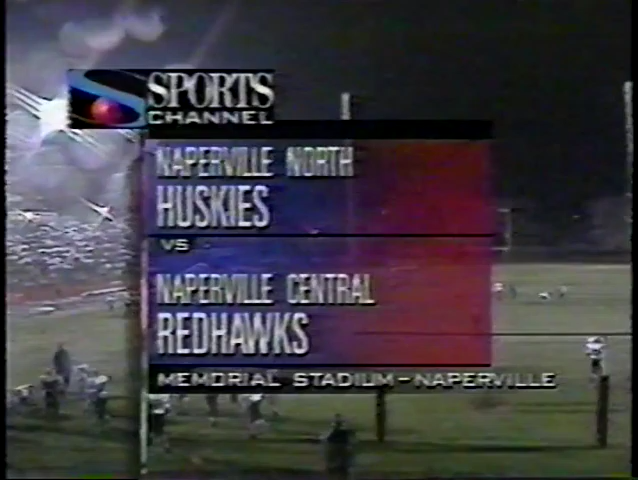 SPORTS
CHANNEL
NAPERVILLE NORTH
HUSKIES
VS
NAPERVILLE CENTRAL
REDHAWKS
MEMORIAL STADIUM-NAPERVILLE